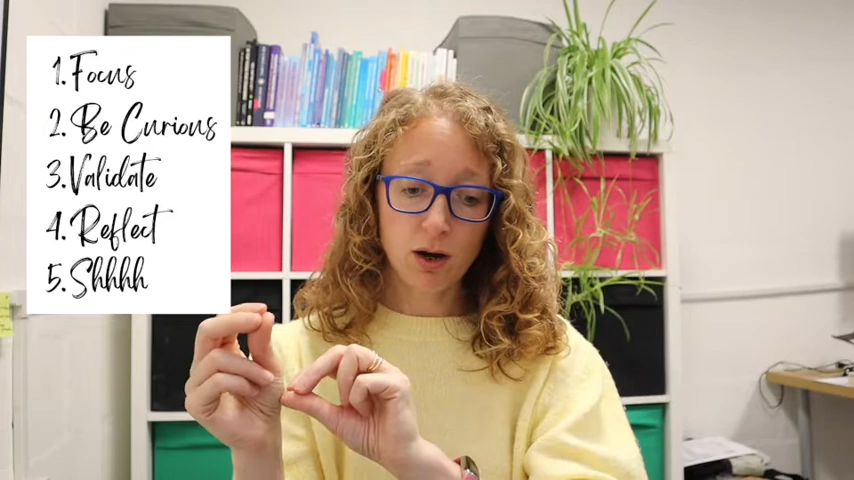 1. Focus
2. Be Curious
3. Validate
4. Reflect
5. Shhhh